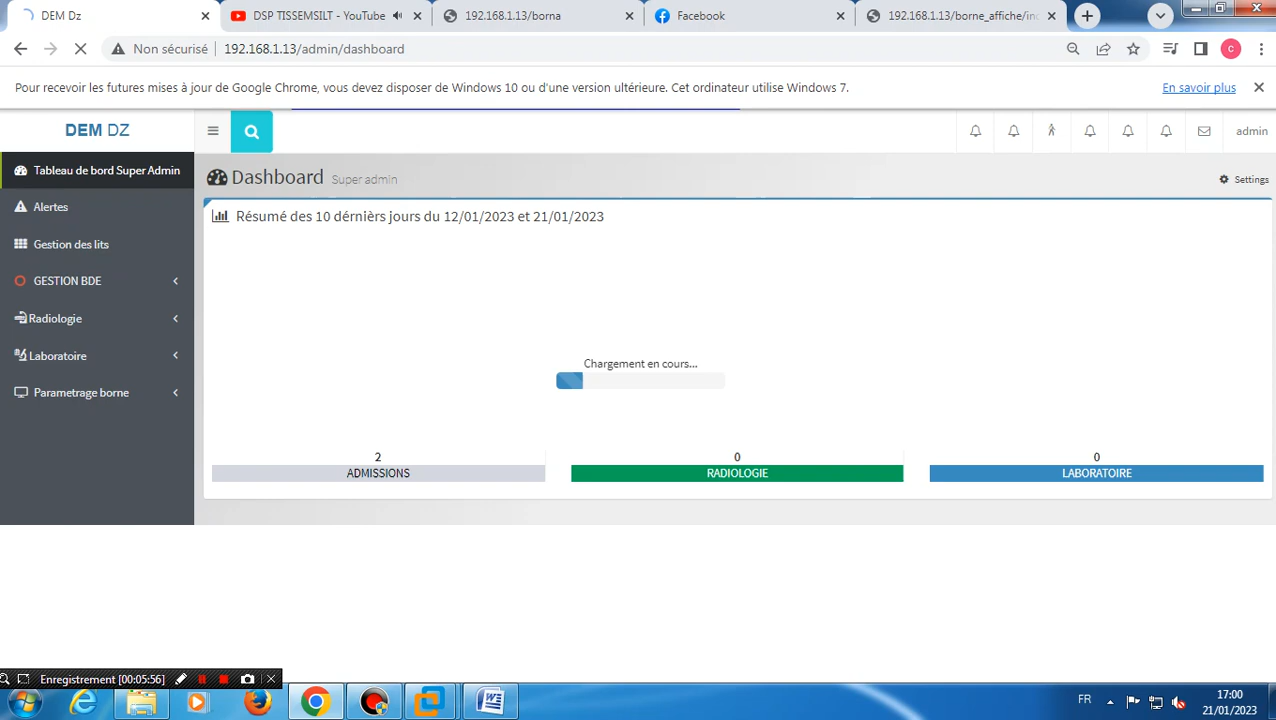 DEM Dz
DSP TISSEMSILT - YouTube
192.168.1.13/borna
Facebook
192.168.1.13/borne_affiche/in
Non sécurisé
192.168.1.13/admin/dashboard
C
Pour recevoir les futures mises à jour de Google Chrome, vous devez disposer de Windows 10 ou d'une version ultérieure. Cet ordinateur utilise Windows 7.
En savoir plus
DEM DZ
admin
Tableau de bord Super Admin
Dashboard Super admin
Settings
Alertes
Résumé des 10 dérnièrs jours du 12/01/2023 et 21/01/2023
Gestion des lits
GESTION BDE
Radiologie
Laboratoire
Parametrage borne
Chargement en cours...
2
0
0
ADMISSIONS
RADIOLOGIE
LABORATOIRE
Enregistrement [00:05:56]
FR
17:00
21/01/2023